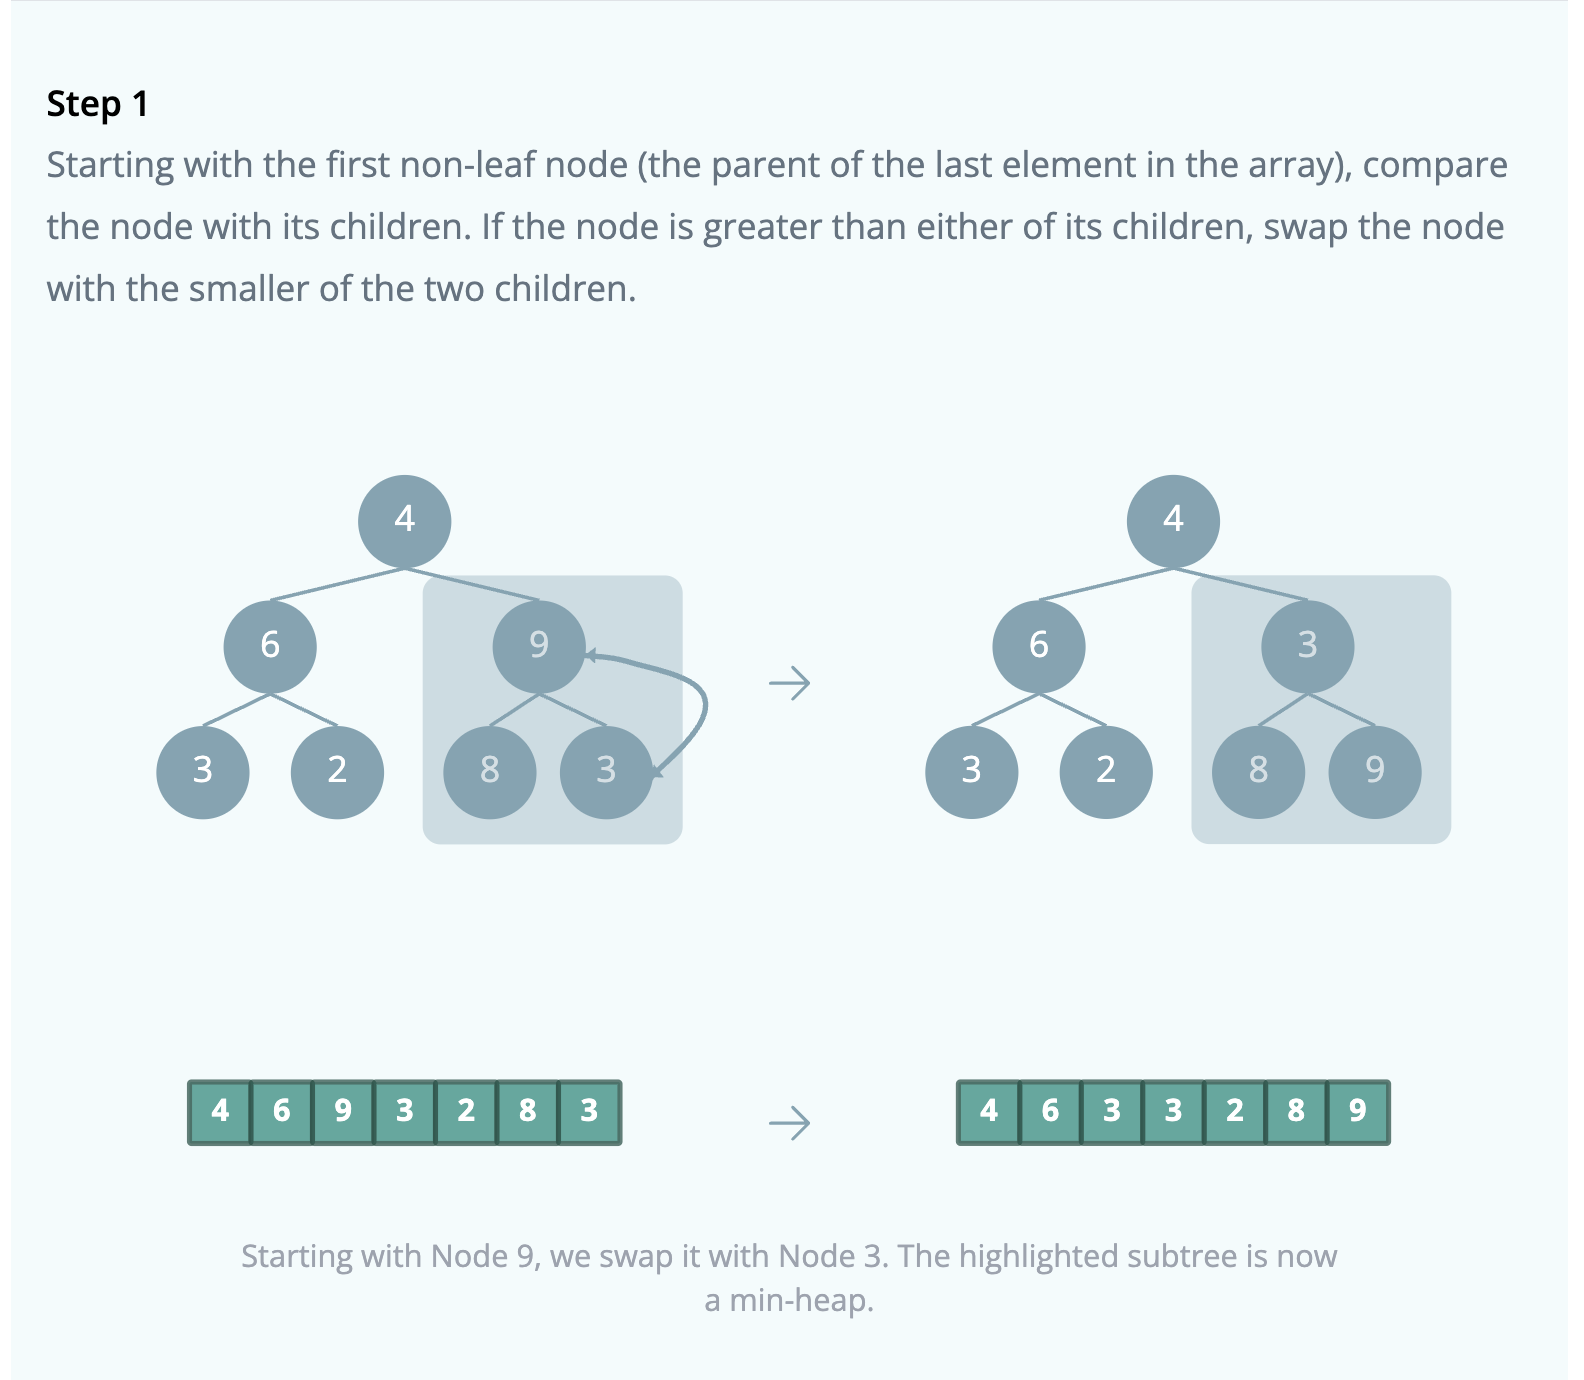 Step 1
Starting with the first non-leaf node (the parent of the last element in the array), compare
the node with its children. If the node is greater than either of its children, swap the node
with the smaller of the two children.
4
6 9
3 2 8 3
4
6 3
3 2 8 9
4 6 9 3 2 8 3
4 6 3 3 2 8 9
Starting with Node 9, we swap it with Node 3. The highlighted subtree is now
a min-heap.